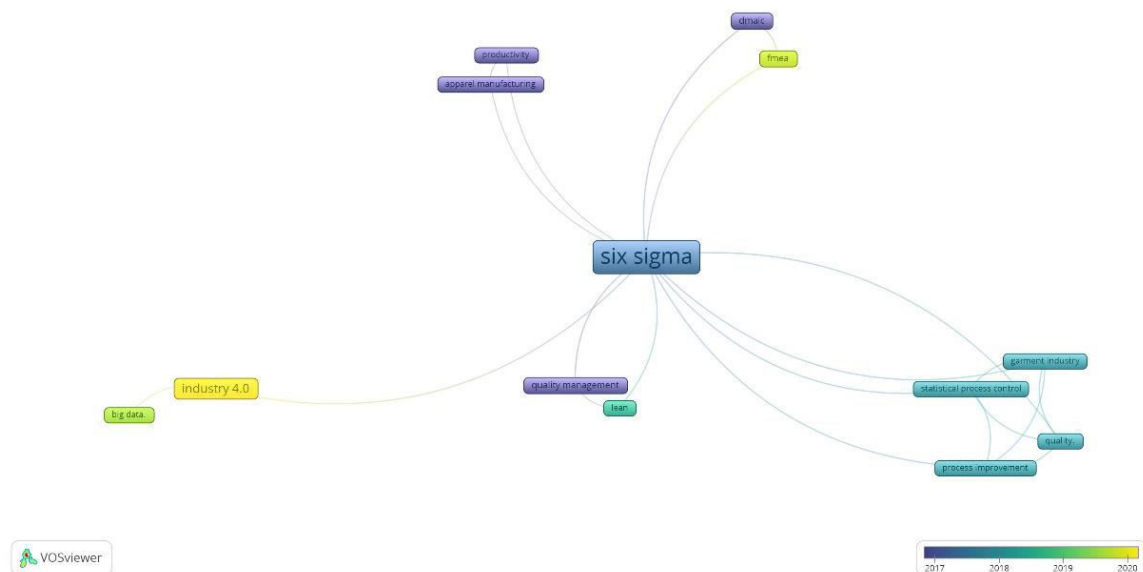 dmaic
productivity
fmea
apparel manufacturing
six sigma
garment industry.
industry 4.0
quality management
statistical process control
lean
big data.
quality.
process improvement
VOSviewer
2017 2018 2019 2020